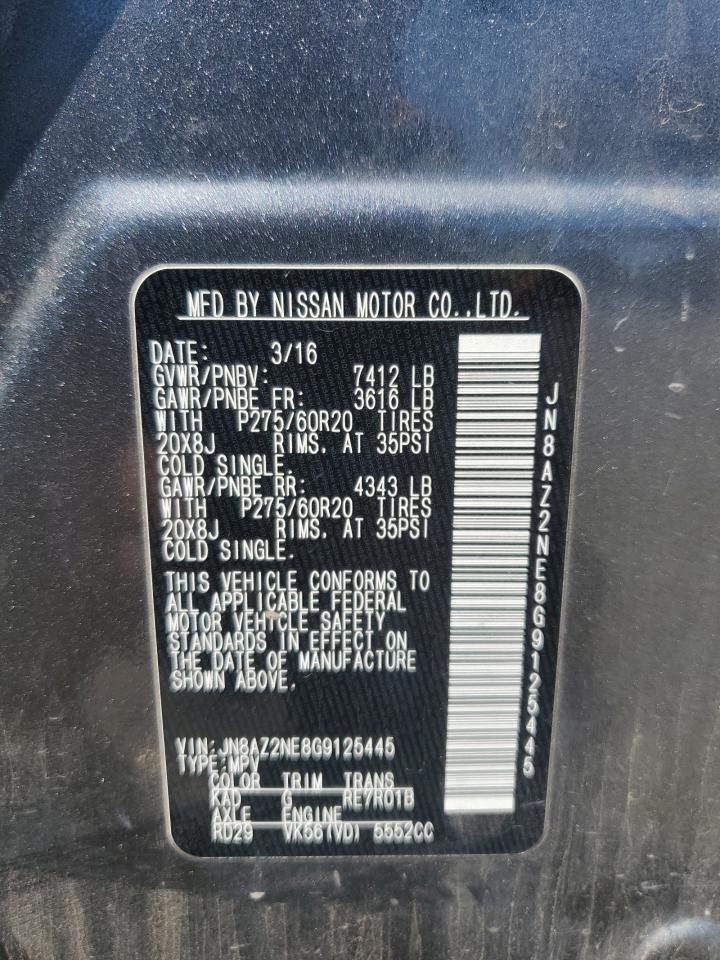 MFD BY NISSAN MOTOR CO.,LTD.
DATE: 3/16
GVWR/PNBV: 7412 LB
GAWR/PNBE FR: 3616 LB
WITH P275/60R20 TIRES
20X8J RIMS. AT 35PSI
COLD SINGLE.
GAWR/PNBE RR: 4343 LB
WITH P275/60R20 TIRES
20X8J RIMS. AT 35PSI
COLD SINGLE.
THIS VEHICLE CONFORMS TO
ALL APPLICABLE FEDERAL
MOTOR VEHICLE SAFETY
STANDARDS IN EFFECT ON
THE DATE OF MANUFACTURE
SHOWN ABOVE.
VIN:JN8AZ2NE8G9125445
TYPE:MPV
COLOR TRIM TRANS
KAD G RE7R01B
AXLE ENGINE
RD29 VK56(VD) 5552CC
JN8AZ2NE8G9125445